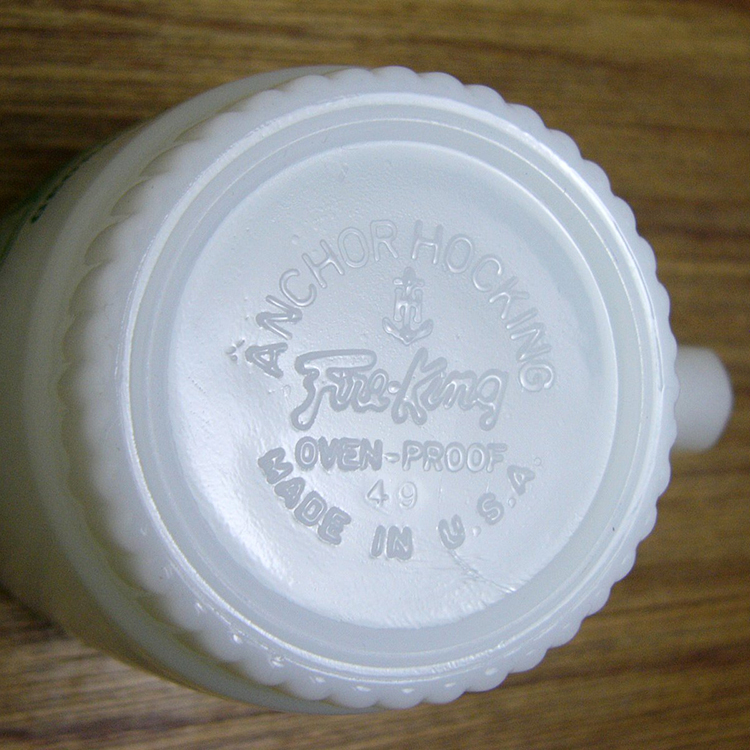 ANCHOR HOCKING
Fire-King
OVEN-PROOF
49
MADE IN U.S.A.